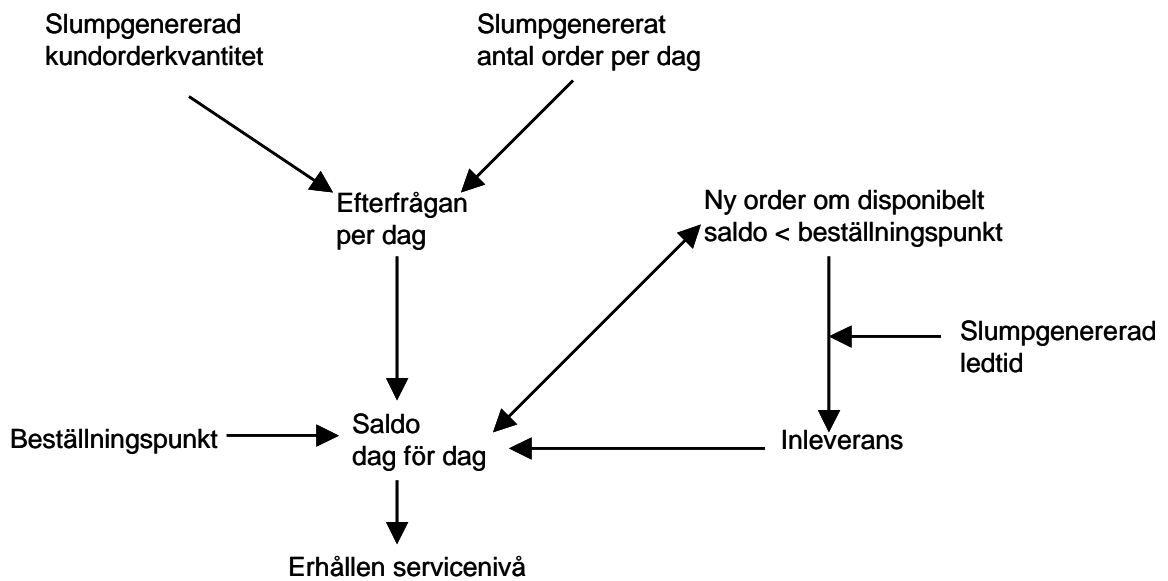 Slumpgenererad
kundorderkvantitet
Slumpgenererat
antal order per dag
Efterfrågan
per dag
Ny order om disponibelt
saldo < beställningspunkt
Slumpgenererad
ledtid
Beställningspunkt
Saldo
dag för dag
Inleverans
Erhållen servicenivå